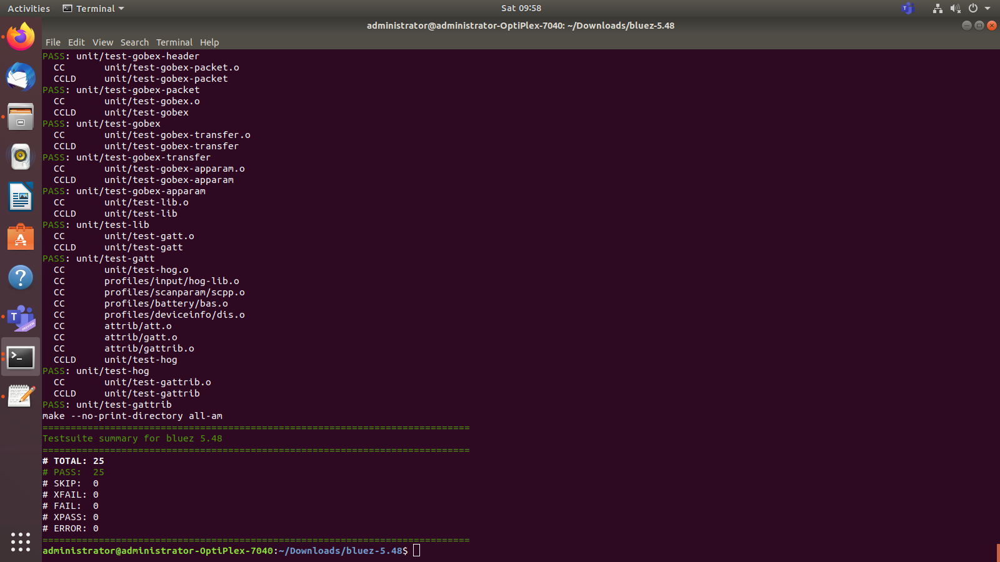 Activities Terminal Sat 09:58
administrator@administrator-OptiPlex-7040: ~/Downloads/bluez-5.48
File Edit View Search Terminal Help
PASS: unit/test-gobex-header
  CC       unit/test-gobex-packet.o
  CCLD     unit/test-gobex-packet
PASS: unit/test-gobex-packet
  CC       unit/test-gobex.o
  CCLD     unit/test-gobex
PASS: unit/test-gobex
  CC       unit/test-gobex-transfer.o
  CCLD     unit/test-gobex-transfer
PASS: unit/test-gobex-transfer
  CC       unit/test-gobex-apparam.o
  CCLD     unit/test-gobex-apparam
PASS: unit/test-gobex-apparam
  CC       unit/test-lib.o
  CCLD     unit/test-lib
PASS: unit/test-lib
  CC       unit/test-gatt.o
  CCLD     unit/test-gatt
PASS: unit/test-gatt
  CC       unit/test-hog.o
  CC       profiles/input/hog-lib.o
  CC       profiles/scanparam/scpp.o
  CC       profiles/battery/bas.o
  CC       profiles/deviceinfo/dis.o
  CC       attrib/att.o
  CC       attrib/gatt.o
  CC       attrib/gattrib.o
  CCLD     unit/test-hog
PASS: unit/test-hog
  CC       unit/test-gattrib.o
  CCLD     unit/test-gattrib
PASS: unit/test-gattrib
make --no-print-directory all-am
============================================================================
Testsuite summary for bluez 5.48
============================================================================
# TOTAL: 25
# PASS:  25
# SKIP:  0
# XFAIL: 0
# FAIL:  0
# XPASS: 0
# ERROR: 0
============================================================================
administrator@administrator-OptiPlex-7040:~/Downloads/bluez-5.48$